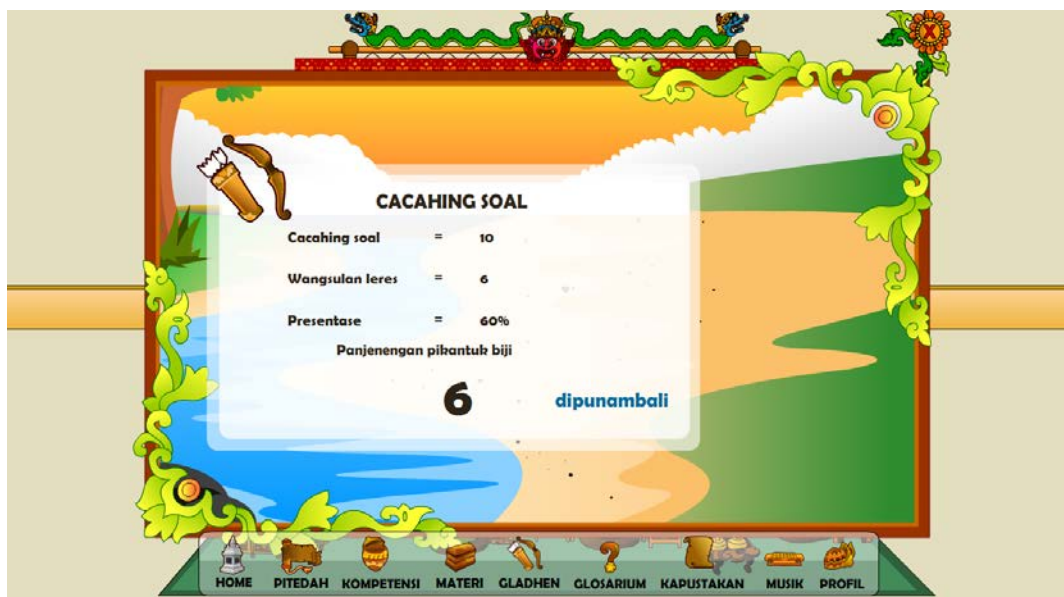 X
CACAHING SOAL
Cacahing soal = 10
Wangsulan leres = 6
Presentase = 60%
Panjenengan pikantuk biji
6
dipunambali
HOME PITEDAH KOMPETENSI MATERI GLADHEN GLOSARIUM KAPUSTAKAN MUSIK PROFIL